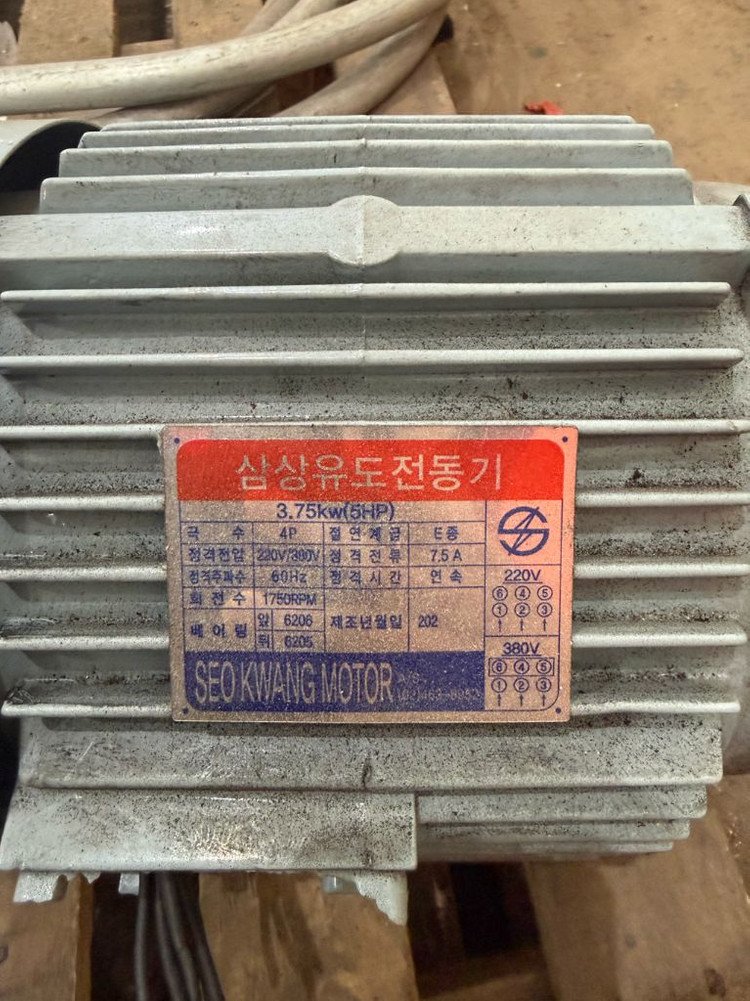 삼상유도전동기
3.75kw(5HP)
극 수 4P 절연계급 E종
정격전압 220V/380V 정격전류 7.5A
정격주파수 60Hz 정격시간 연속
회전수 1750RPM
베어링 앞 6206 제조년월일 202
뒤 6205
220V
6 4 5
1 2 3
380V
6 4 5
1 2 3
SEO KWANG MOTOR A/S